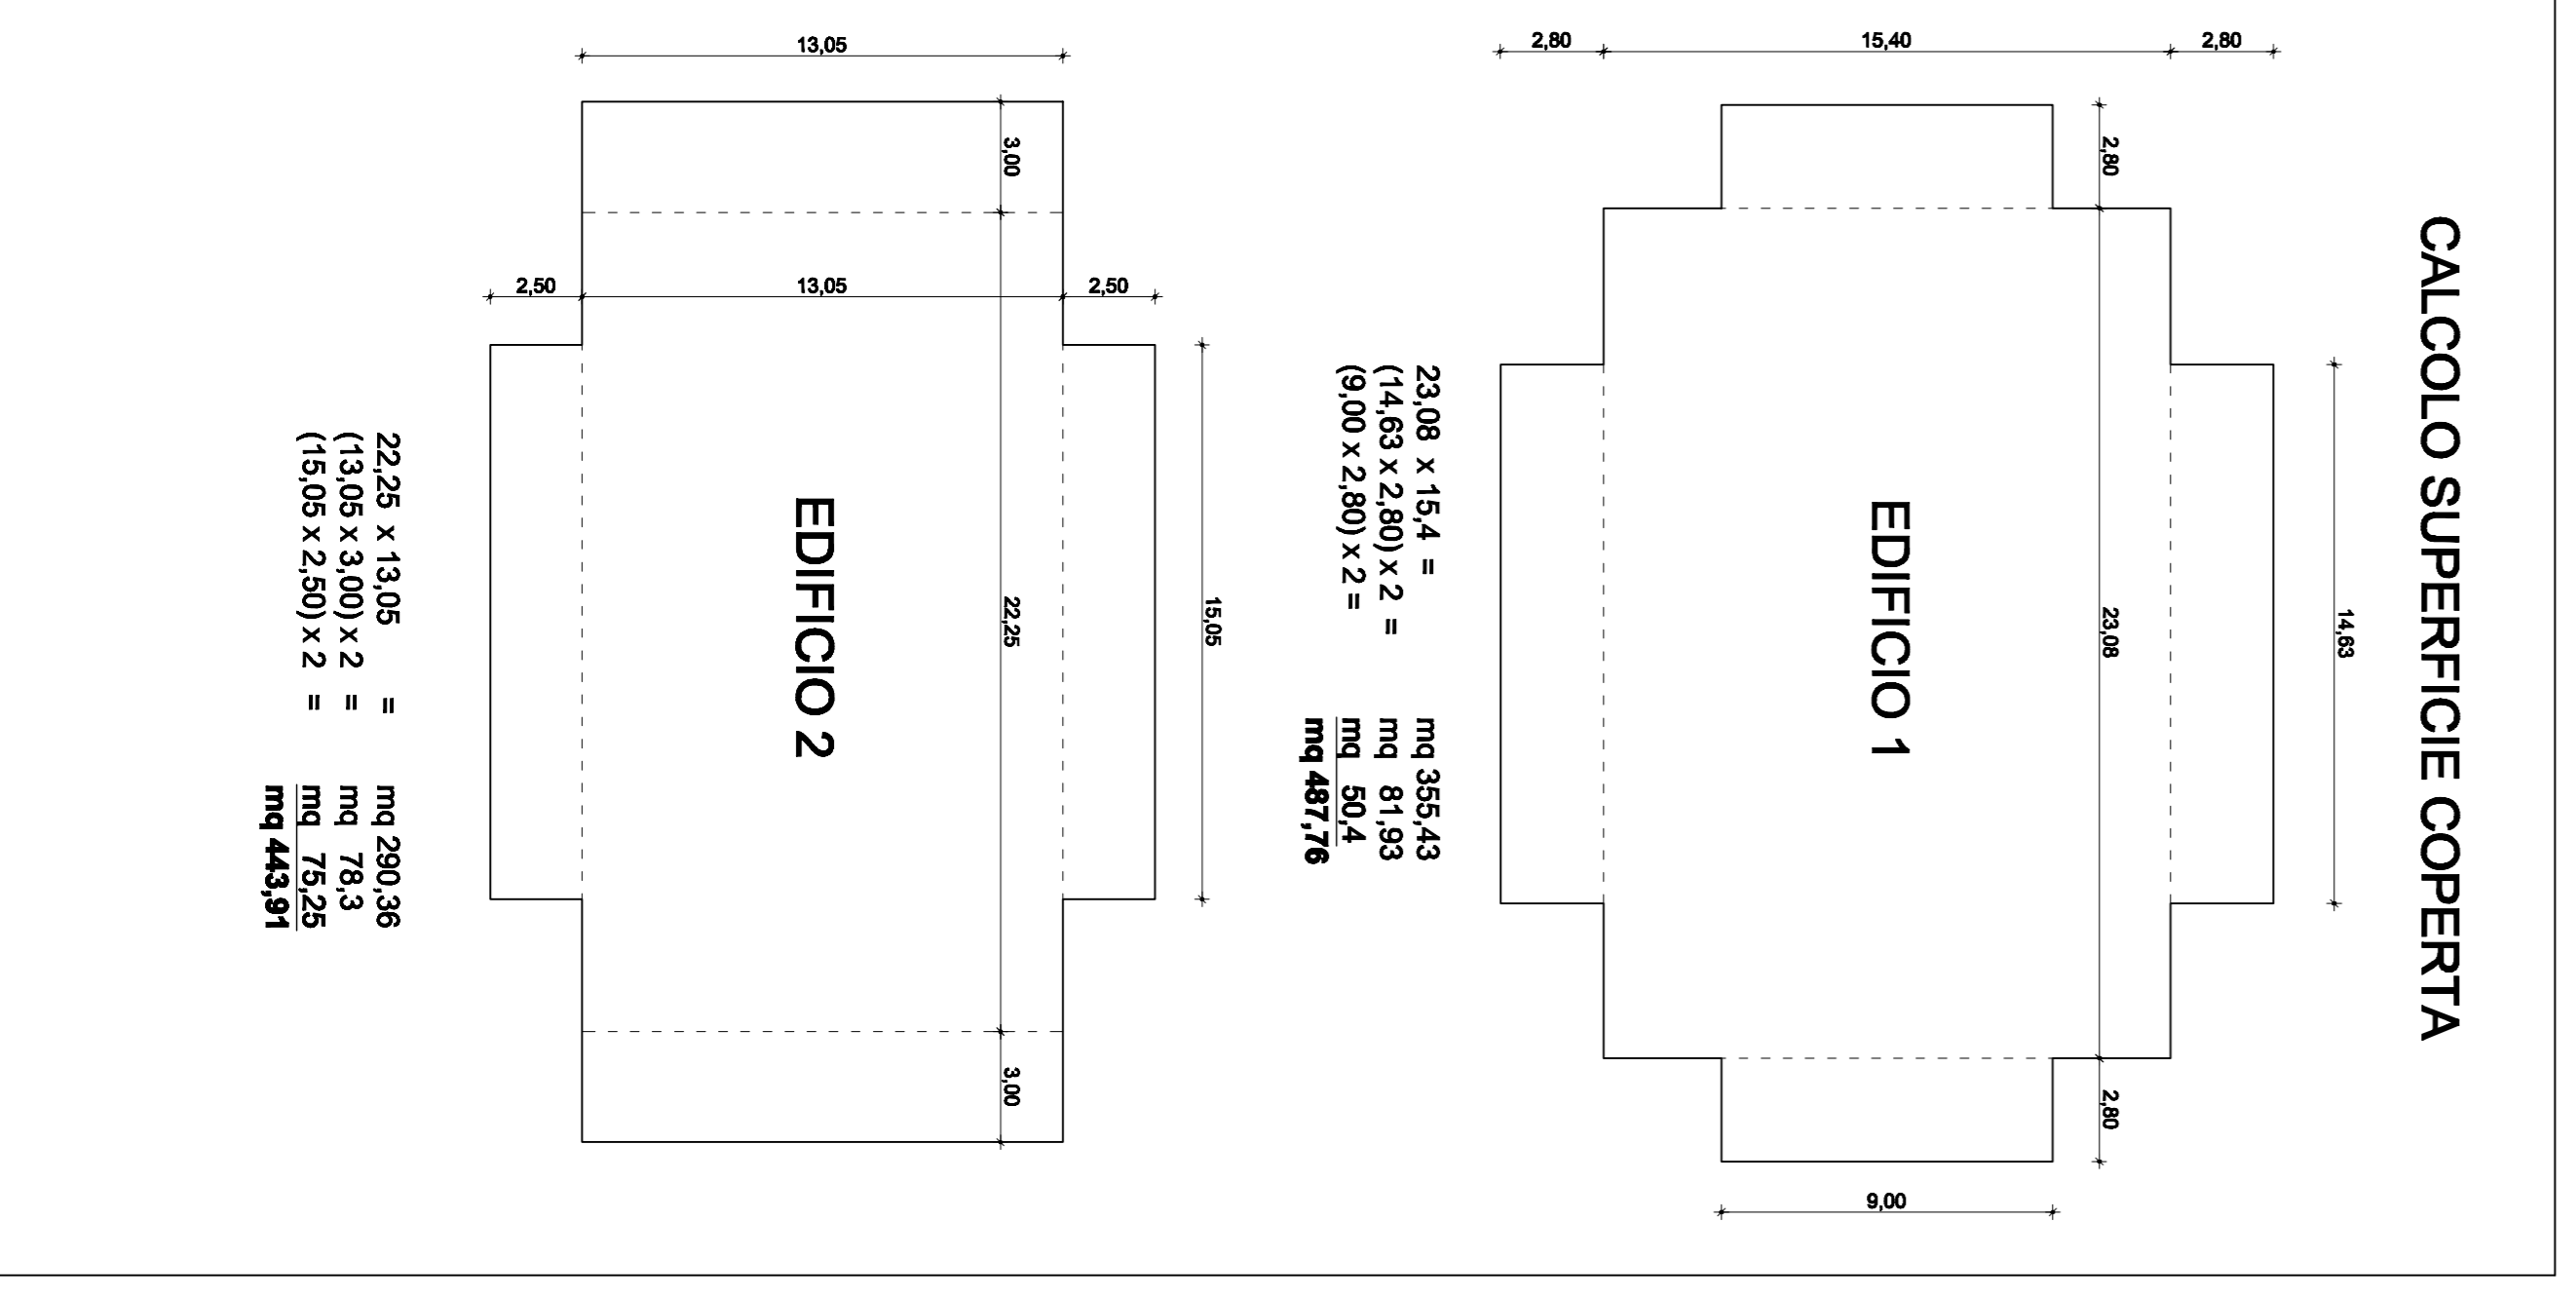 CALCOLO SUPERFICIE COPERTA
2,80
15,40
2,80
2,80
14,63
23,08
EDIFICIO 1
2,80
9,00
23,08 x 15,4 = mq 355,43
(14,63 x 2,80) x 2 = mq 81,93
(9,00 x 2,80) x 2 = mq 50,4
mq 487,76
13,05
3,00
2,50
13,05
2,50
15,05
22,25
EDIFICIO 2
3,00
22,25 x 13,05 = mq 290,36
(13,05 x 3,00) x 2 = mq 78,3
(15,05 x 2,50) x 2 = mq 75,25
mq 443,91